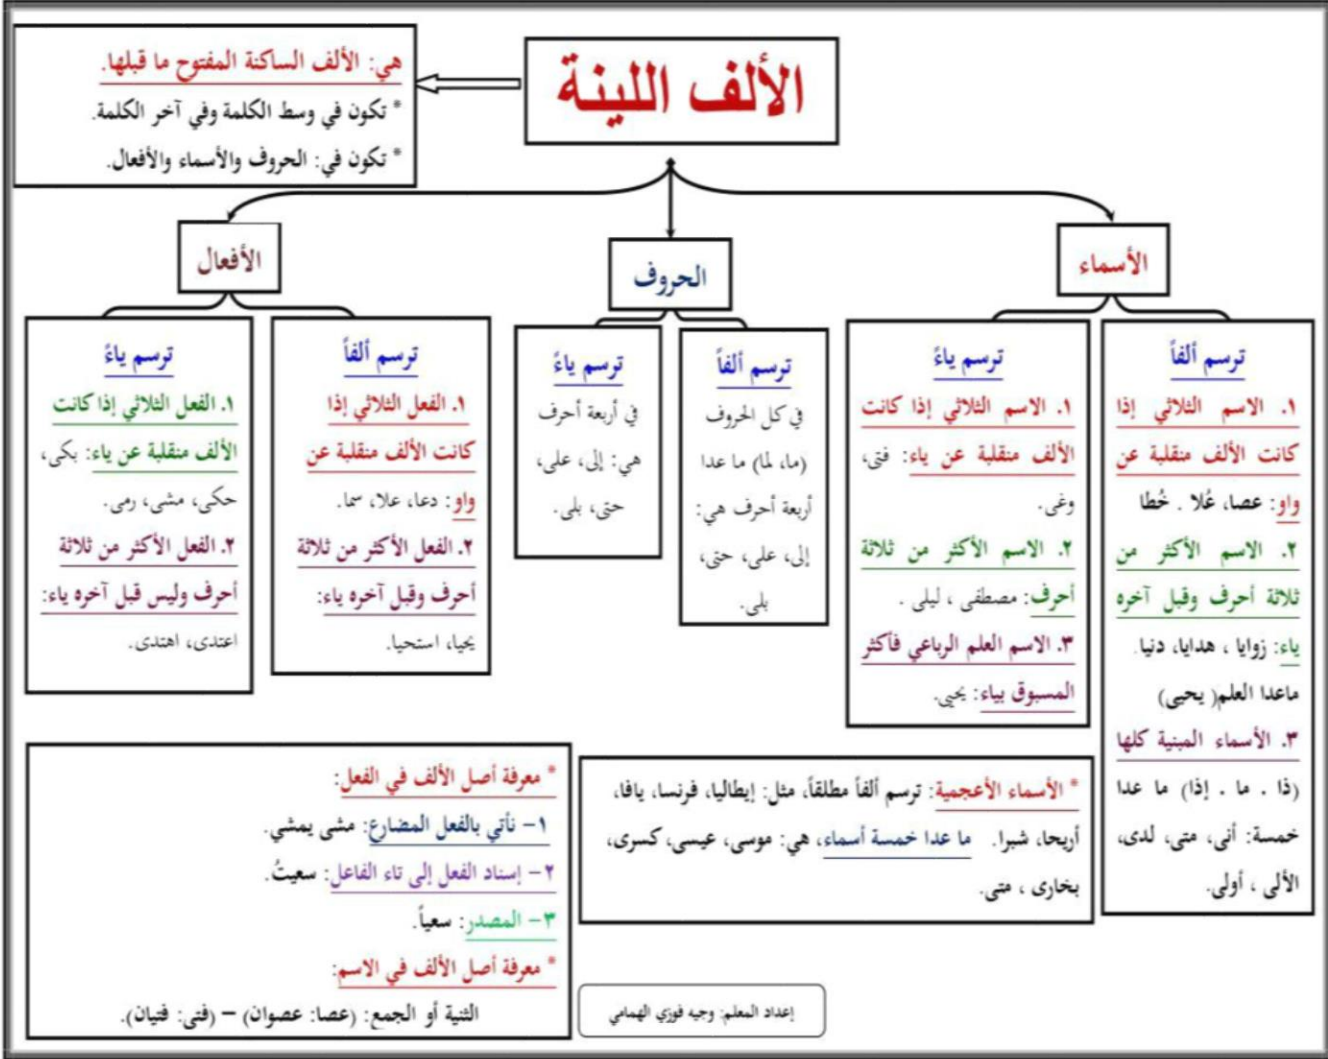 الألف اللينة
هي: الألف الساكنة المفتوح ما قبلها.
* تكون في وسط الكلمة وفي آخر الكلمة.
* تكون في: الحروف والأسماء والأفعال.
الأسماء
ترسم ألفاً
١. الاسم الثلاثي إذا
كانت الألف منقلبة عن
واو: عصا، عُلا . خُطا
٢. الاسم الأكثر من
ثلاثة أحرف وقبل آخره
ياء: زوايا ، هدايا، دنيا.
ماعدا العلم( يحيى)
٣. الأسماء المبنية كلها
(ذا . ما . إذا) ما عدا
خمسة: أنى، متى، لدى،
الألى ، أولى.
ترسم ياءً
١. الاسم الثلاثي إذا كانت
الألف منقلبة عن ياء: فتى،
وغى.
٢. الاسم الأكثر من ثلاثة
أحرف: مصطفى ، ليلى .
٣. الاسم العلم الرباعي فأكثر
المسبوق بياء: يحيى.
الحروف
ترسم ألفاً
في كل الحروف
(ما، لما) ما عدا
أربعة أحرف هي:
إلى، على، حتى،
بلى.
ترسم ياءً
في أربعة أحرف
هي: إلى، على،
حتى، بلى.
الأفعال
ترسم ألفاً
١. الفعل الثلاثي إذا
كانت الألف منقلبة عن
واو: دعا، علا، سما.
٢. الفعل الأكثر من ثلاثة
أحرف وقبل آخره ياء:
يحيا، استحيا.
ترسم ياءً
١. الفعل الثلاثي إذا كانت
الألف منقلبة عن ياء: بكى،
حكى، مشى، رمى.
٢. الفعل الأكثر من ثلاثة
أحرف وليس قبل آخره ياء:
اعتدى، اهتدى.
* الأسماء الأعجمية: ترسم ألفاً مطلقاً، مثل: إيطاليا، فرنسا، يافا،
أريحا، شبرا. ما عدا خمسة أسماء، هي: موسى، عيسى، كسرى،
بخارى ، متى.
* معرفة أصل الألف في الفعل:
١- نأتي بالفعل المضارع: مشى يمشي.
٢- إسناد الفعل إلى تاء الفاعل: سعيتُ.
٣- المصدر: سعياً.
* معرفة أصل الألف في الاسم:
الثنية أو الجمع: (عصا: عصوان) – (فتى: فتيان).
إعداد المعلم: وجيه فوزي الهمامي